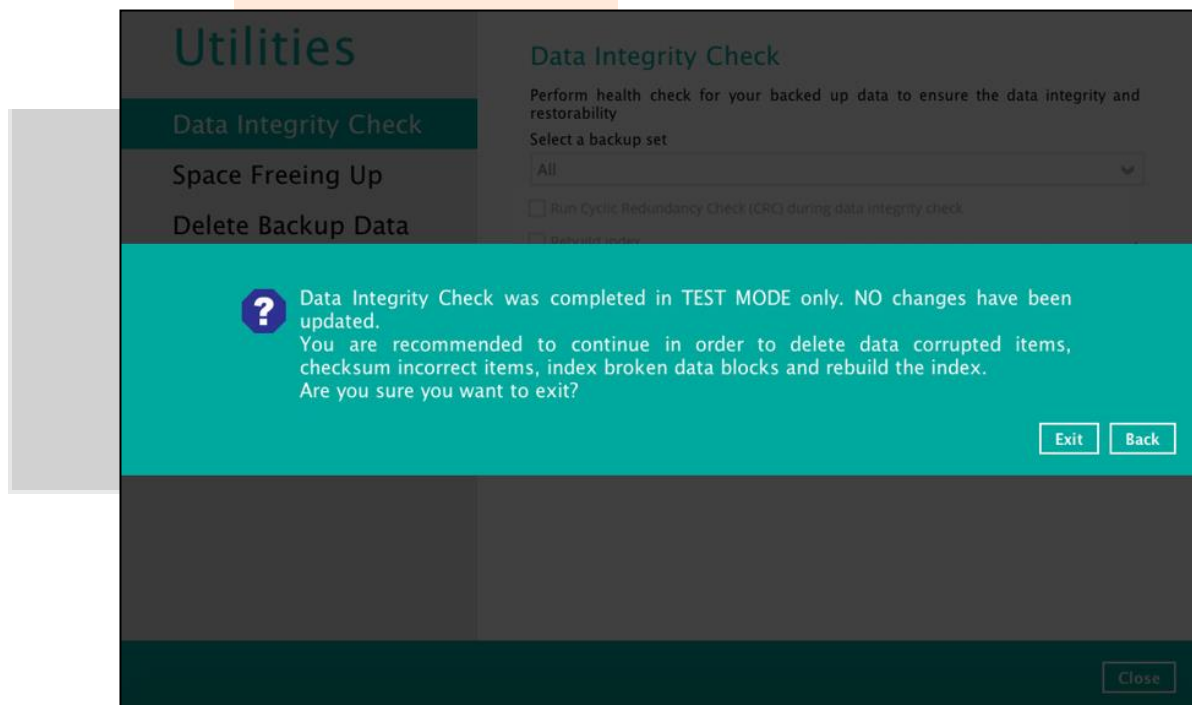 Utilities
Data Integrity Check
Space Freeing Up
Delete Backup Data
Data Integrity Check
Perform health check for your backed up data to ensure the data integrity and
restorability
Select a backup set
All
Run Cyclic Redundancy Check (CRC) during data integrity check
Rebuild index
?
Data Integrity Check was completed in TEST MODE only. NO changes have been
updated.
You are recommended to continue in order to delete data corrupted items,
checksum incorrect items, index broken data blocks and rebuild the index.
Are you sure you want to exit?
Exit
Back
Close